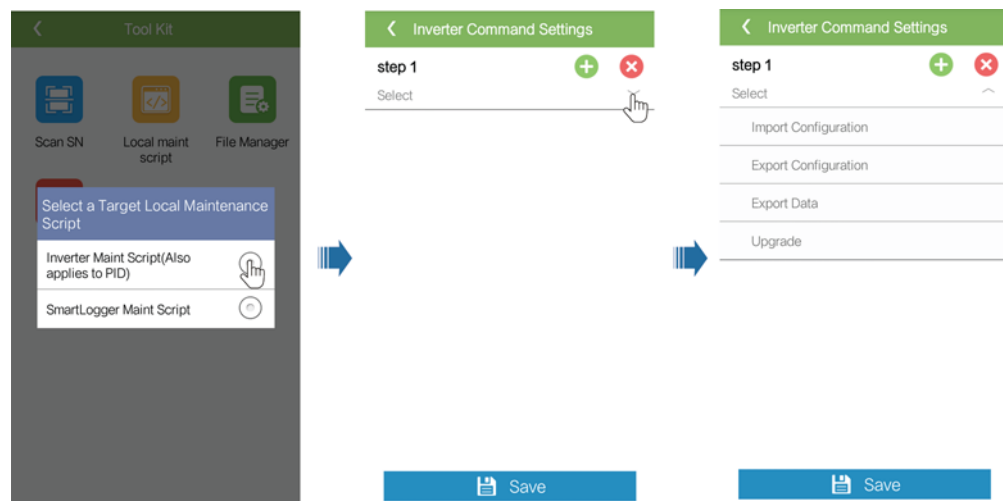 Tool Kit
Scan SN
Local maint
script
File Manager
Select a Target Local Maintenance
Script
Inverter Maint Script(Also
applies to PID)
SmartLogger Maint Script
Inverter Command Settings
step 1
Select
Save
Inverter Command Settings
step 1
Select
Import Configuration
Export Configuration
Export Data
Upgrade
Save